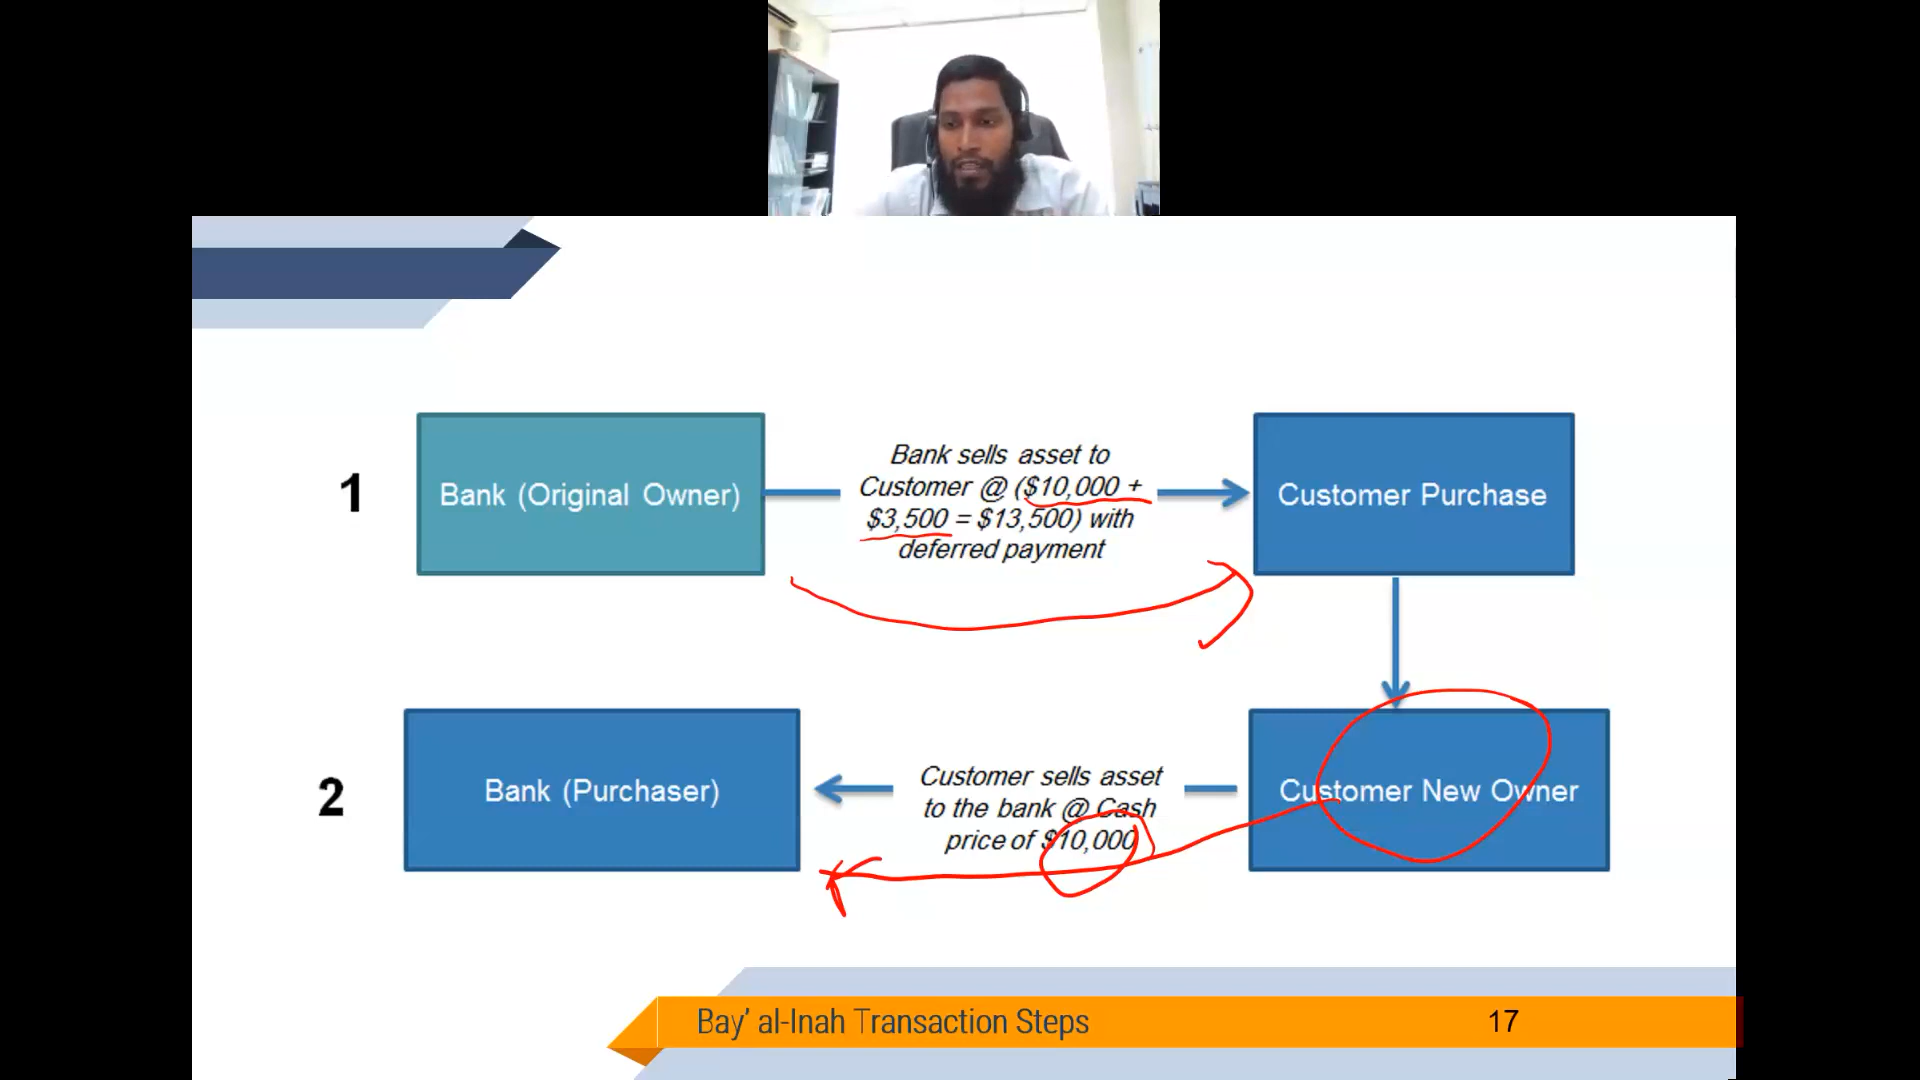 1
Bank (Original Owner)
Bank sells asset to
Customer @ ($10,000 +
$3,500 = $13,500) with
deferred payment
Customer Purchase
2
Bank (Purchaser)
Customer sells asset
to the bank @ Cash
price of $10,000
Customer New Owner
Bay’ al-Inah Transaction Steps
17